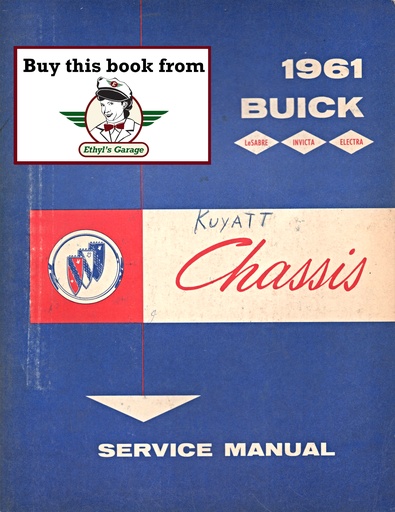 Buy this book from
Ethyl's Garage
1961
BUICK
LeSABRE INVICTA ELECTRA
KUYATT
Chassis
SERVICE MANUAL